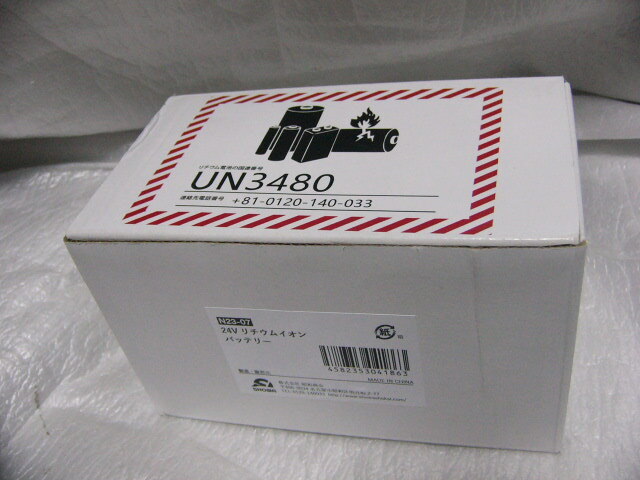 リチウム電池の国連番号
UN3480
連絡先電話番号 +81-0120-140-033
N23-07
24V リチウムイオン
バッテリー
紙
4582353041863
MADE IN CHINA
SHOWA